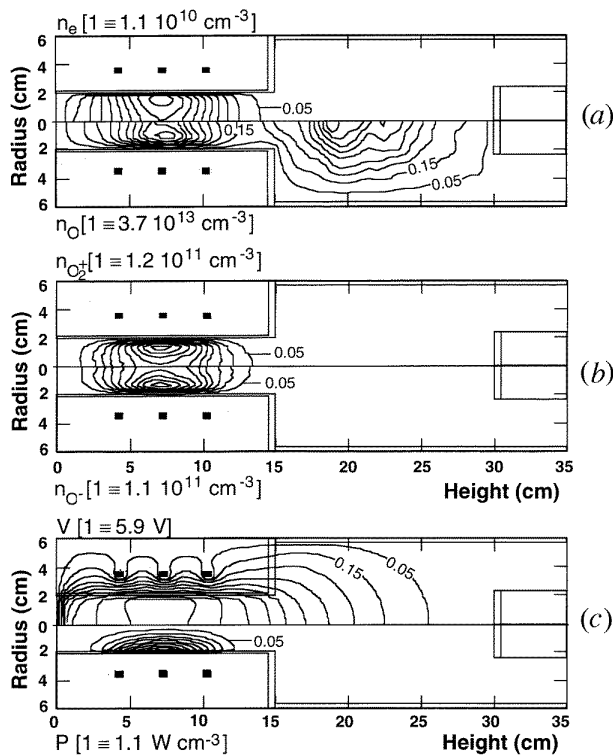 n_e [1 ≡ 1.1 10^10 cm^-3]
6
4
2
0
2
4
6
Radius (cm)
0.05
0.15
0.15
0.05
(a)
n_O [1 ≡ 3.7 10^13 cm^-3]
n_O2+ [1 ≡ 1.2 10^11 cm^-3]
6
4
2
0
2
4
6
Radius (cm)
0.05
0.05
(b)
0 5 10 15 20 25 30 35
n_O- [1 ≡ 1.1 10^11 cm^-3]
Height (cm)
V [1 ≡ 5.9 V]
6
4
2
0
2
4
6
Radius (cm)
0.15
0.05
0.05
(c)
0 5 10 15 20 25 30 35
P [1 ≡ 1.1 W cm^-3]
Height (cm)